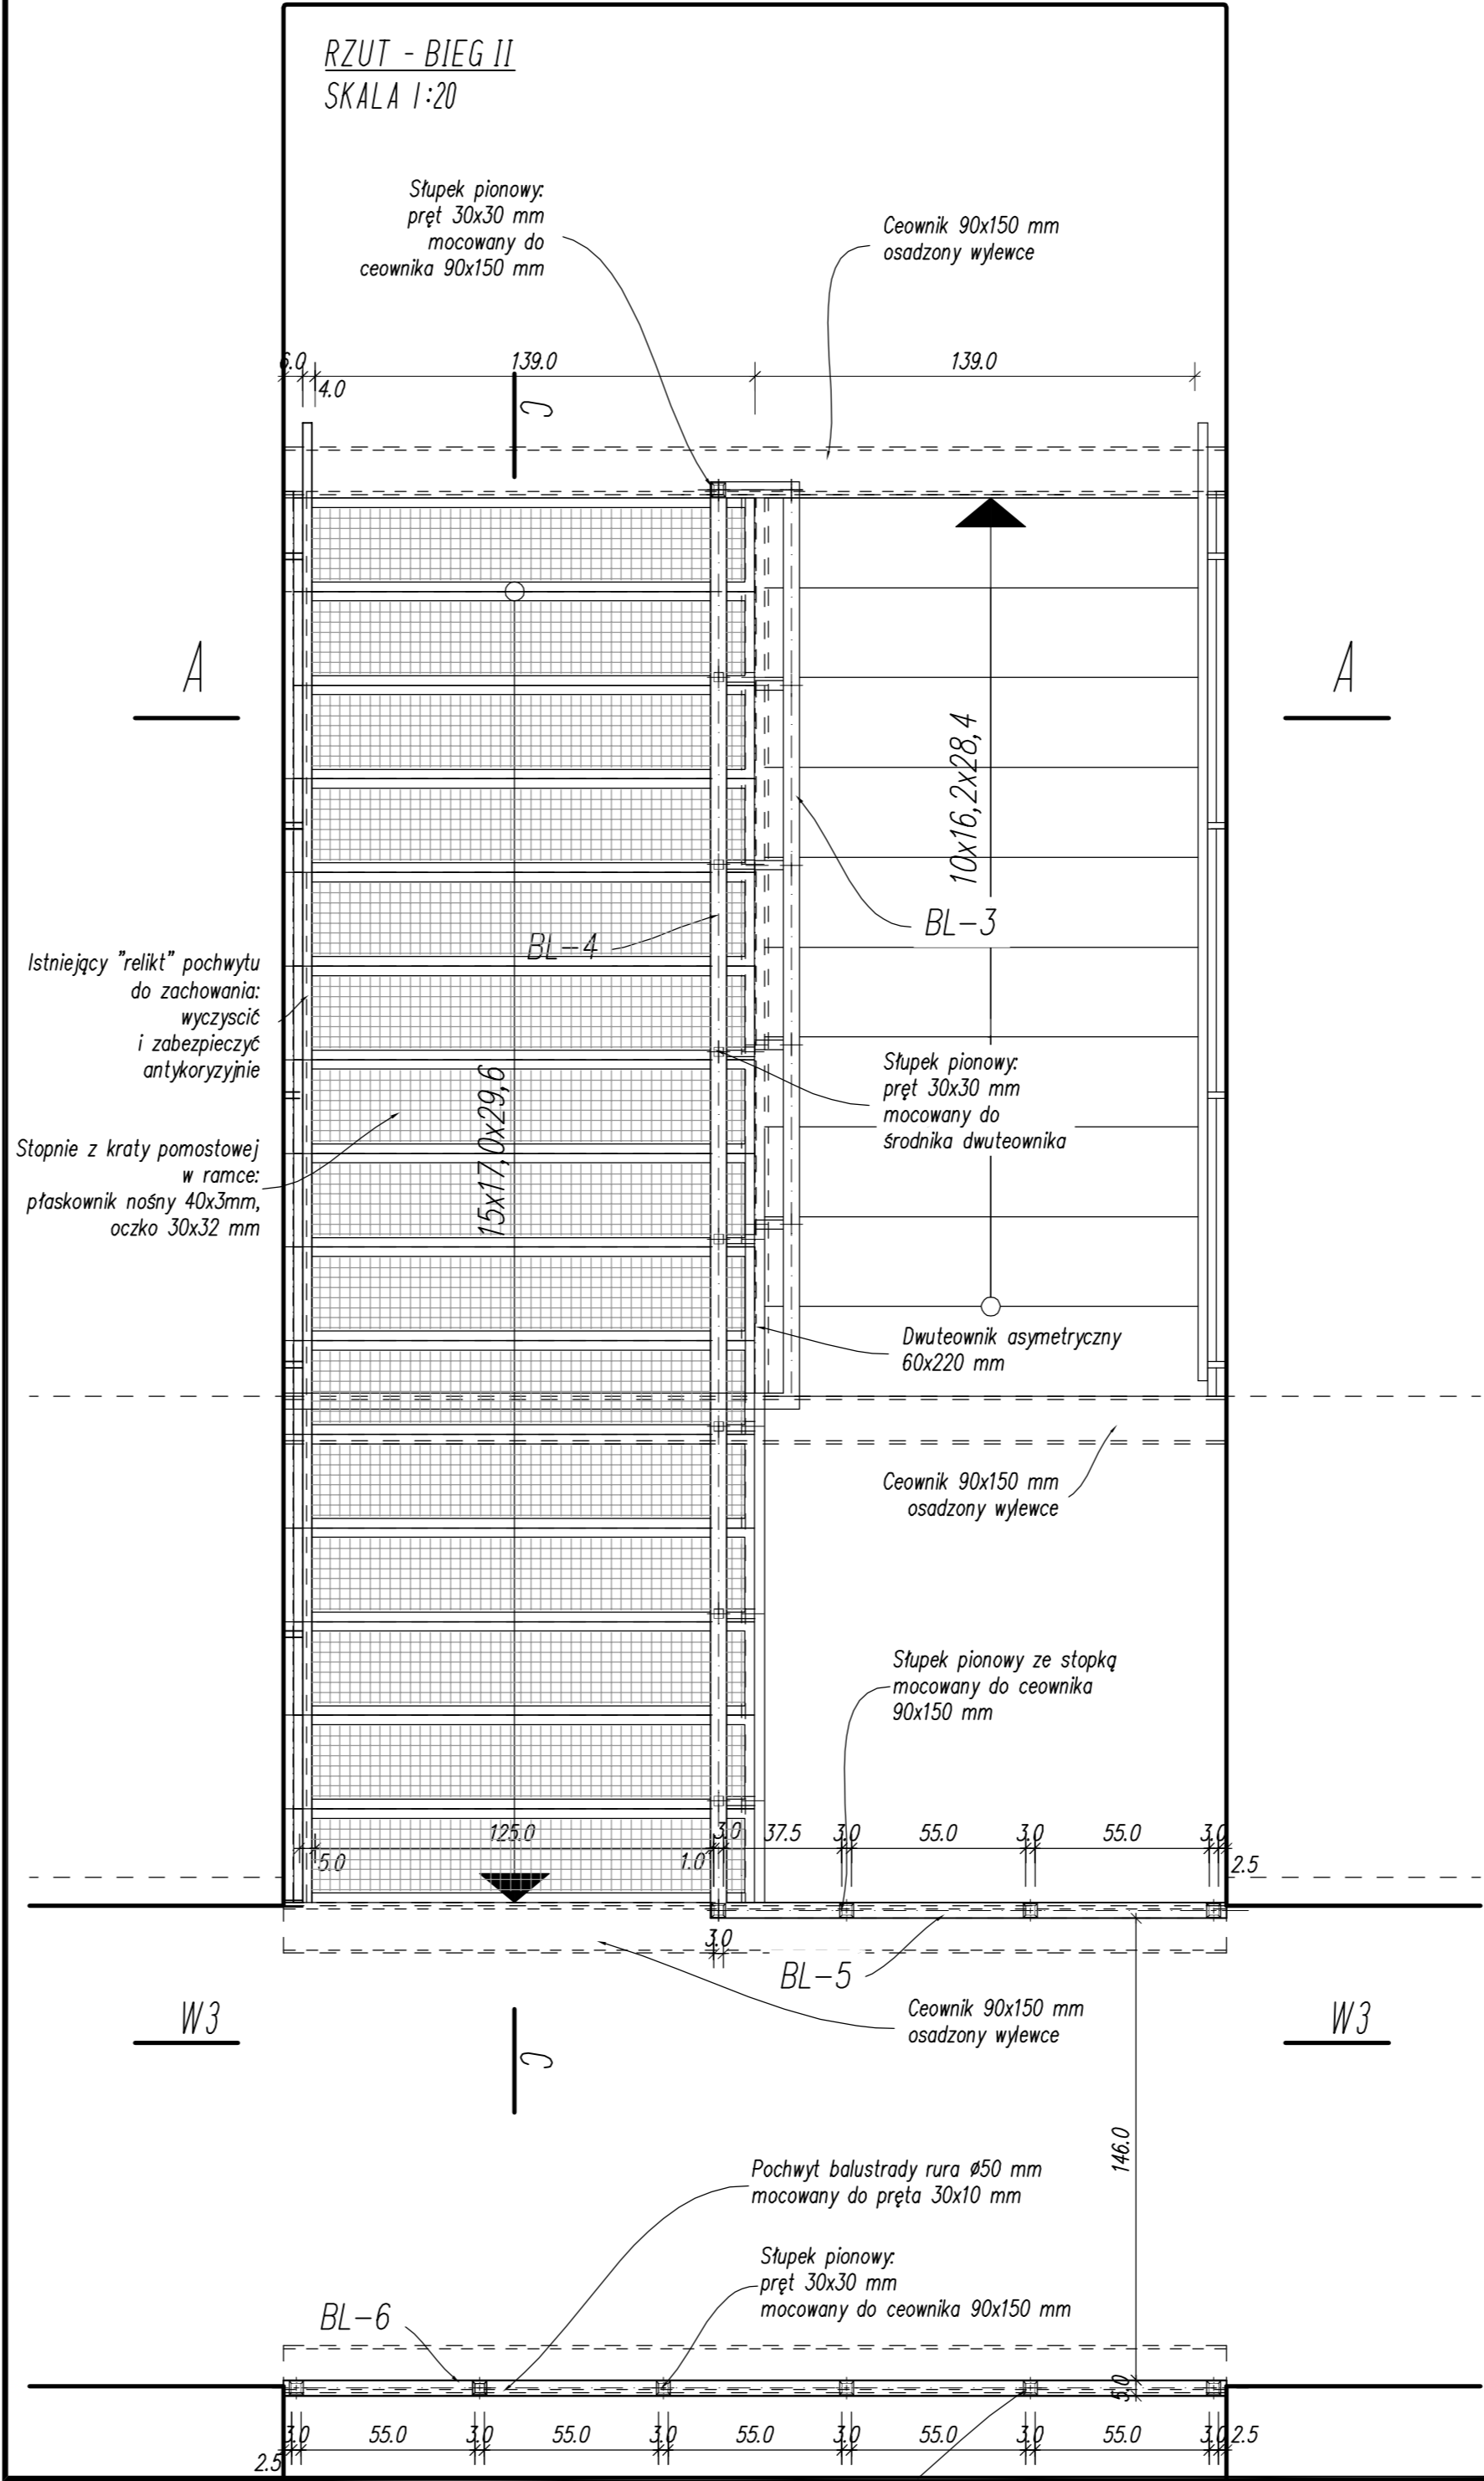 RZUT - BIEG II
SKALA 1:20
Słupek pionowy:
pręt 30x30 mm
mocowany do
ceownika 90x150 mm
Ceownik 90x150 mm
osadzony wylewce
6.0
4.0
139.0
139.0
C
A
A
10x16,2x28,4
BL-3
BL-4
Istniejący "relikt" pochwytu
do zachowania:
wyczyscić
i zabezpieczyć
antykoryzyjnie
Słupek pionowy:
pręt 30x30 mm
mocowany do
środnika dwuteownika
15x17,0x29,6
Stopnie z kraty pomostowej
w ramce:
płaskownik nośny 40x3mm,
oczko 30x32 mm
Dwuteownik asymetryczny
60x220 mm
Ceownik 90x150 mm
osadzony wylewce
Słupek pionowy ze stopką
mocowany do ceownika
90x150 mm
5.0
125.0
1.0
3.0
37.5
3.0
55.0
3.0
55.0
3.0
2.5
3.0
BL-5
Ceownik 90x150 mm
osadzony wylewce
W3
W3
C
146.0
Pochwyt balustrady rura ø50 mm
mocowany do pręta 30x10 mm
Słupek pionowy:
pręt 30x30 mm
mocowany do ceownika 90x150 mm
BL-6
5.0
2.5
3.0
55.0
3.0
55.0
3.0
55.0
3.0
55.0
3.0
55.0
3.0
2.5